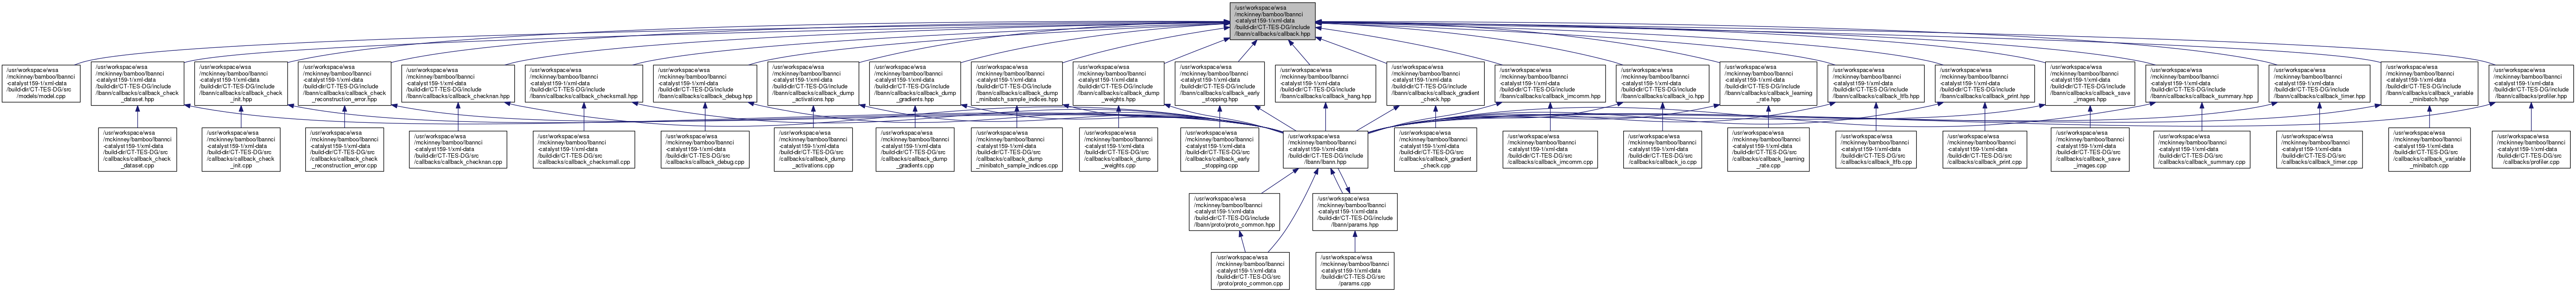 /usr/workspace/wsa
/mckinney/bamboo/lbannci
-catalyst159-1/xml-data
/build-dir/CT-TES-DG/include
/lbann/callbacks/callback.hpp
/usr/workspace/wsa
/mckinney/bamboo/lbannci
-catalyst159-1/xml-data
/build-dir/CT-TES-DG/src
/models/model.cpp
/usr/workspace/wsa
/mckinney/bamboo/lbannci
-catalyst159-1/xml-data
/build-dir/CT-TES-DG/include
/lbann/callbacks/callback_check
_dataset.hpp
/usr/workspace/wsa
/mckinney/bamboo/lbannci
-catalyst159-1/xml-data
/build-dir/CT-TES-DG/include
/lbann/callbacks/callback_check
_init.hpp
/usr/workspace/wsa
/mckinney/bamboo/lbannci
-catalyst159-1/xml-data
/build-dir/CT-TES-DG/include
/lbann/callbacks/callback_check
_reconstruction_error.hpp
/usr/workspace/wsa
/mckinney/bamboo/lbannci
-catalyst159-1/xml-data
/build-dir/CT-TES-DG/include
/lbann/callbacks/callback_checknan.hpp
/usr/workspace/wsa
/mckinney/bamboo/lbannci
-catalyst159-1/xml-data
/build-dir/CT-TES-DG/include
/lbann/callbacks/callback_checksmall.hpp
/usr/workspace/wsa
/mckinney/bamboo/lbannci
-catalyst159-1/xml-data
/build-dir/CT-TES-DG/include
/lbann/callbacks/callback_debug.hpp
/usr/workspace/wsa
/mckinney/bamboo/lbannci
-catalyst159-1/xml-data
/build-dir/CT-TES-DG/include
/lbann/callbacks/callback_dump
_activations.hpp
/usr/workspace/wsa
/mckinney/bamboo/lbannci
-catalyst159-1/xml-data
/build-dir/CT-TES-DG/include
/lbann/callbacks/callback_dump
_gradients.hpp
/usr/workspace/wsa
/mckinney/bamboo/lbannci
-catalyst159-1/xml-data
/build-dir/CT-TES-DG/include
/lbann/callbacks/callback_dump
_minibatch_sample_indices.hpp
/usr/workspace/wsa
/mckinney/bamboo/lbannci
-catalyst159-1/xml-data
/build-dir/CT-TES-DG/include
/lbann/callbacks/callback_dump
_weights.hpp
/usr/workspace/wsa
/mckinney/bamboo/lbannci
-catalyst159-1/xml-data
/build-dir/CT-TES-DG/include
/lbann/callbacks/callback_early
_stopping.hpp
/usr/workspace/wsa
/mckinney/bamboo/lbannci
-catalyst159-1/xml-data
/build-dir/CT-TES-DG/include
/lbann/callbacks/callback_hang.hpp
/usr/workspace/wsa
/mckinney/bamboo/lbannci
-catalyst159-1/xml-data
/build-dir/CT-TES-DG/include
/lbann/callbacks/callback_gradient
_check.hpp
/usr/workspace/wsa
/mckinney/bamboo/lbannci
-catalyst159-1/xml-data
/build-dir/CT-TES-DG/include
/lbann/callbacks/callback_imcomm.hpp
/usr/workspace/wsa
/mckinney/bamboo/lbannci
-catalyst159-1/xml-data
/build-dir/CT-TES-DG/include
/lbann/callbacks/callback_io.hpp
/usr/workspace/wsa
/mckinney/bamboo/lbannci
-catalyst159-1/xml-data
/build-dir/CT-TES-DG/include
/lbann/callbacks/callback_learning
_rate.hpp
/usr/workspace/wsa
/mckinney/bamboo/lbannci
-catalyst159-1/xml-data
/build-dir/CT-TES-DG/include
/lbann/callbacks/callback_ltfb.hpp
/usr/workspace/wsa
/mckinney/bamboo/lbannci
-catalyst159-1/xml-data
/build-dir/CT-TES-DG/include
/lbann/callbacks/callback_print.hpp
/usr/workspace/wsa
/mckinney/bamboo/lbannci
-catalyst159-1/xml-data
/build-dir/CT-TES-DG/include
/lbann/callbacks/callback_save
_images.hpp
/usr/workspace/wsa
/mckinney/bamboo/lbannci
-catalyst159-1/xml-data
/build-dir/CT-TES-DG/include
/lbann/callbacks/callback_summary.hpp
/usr/workspace/wsa
/mckinney/bamboo/lbannci
-catalyst159-1/xml-data
/build-dir/CT-TES-DG/include
/lbann/callbacks/callback_timer.hpp
/usr/workspace/wsa
/mckinney/bamboo/lbannci
-catalyst159-1/xml-data
/build-dir/CT-TES-DG/include
/lbann/callbacks/callback_variable
_minibatch.hpp
/usr/workspace/wsa
/mckinney/bamboo/lbannci
-catalyst159-1/xml-data
/build-dir/CT-TES-DG/include
/lbann/callbacks/profiler.hpp
/usr/workspace/wsa
/mckinney/bamboo/lbannci
-catalyst159-1/xml-data
/build-dir/CT-TES-DG/src
/callbacks/callback_check
_dataset.cpp
/usr/workspace/wsa
/mckinney/bamboo/lbannci
-catalyst159-1/xml-data
/build-dir/CT-TES-DG/src
/callbacks/callback_check
_init.cpp
/usr/workspace/wsa
/mckinney/bamboo/lbannci
-catalyst159-1/xml-data
/build-dir/CT-TES-DG/src
/callbacks/callback_check
_reconstruction_error.cpp
/usr/workspace/wsa
/mckinney/bamboo/lbannci
-catalyst159-1/xml-data
/build-dir/CT-TES-DG/src
/callbacks/callback_checknan.cpp
/usr/workspace/wsa
/mckinney/bamboo/lbannci
-catalyst159-1/xml-data
/build-dir/CT-TES-DG/src
/callbacks/callback_checksmall.cpp
/usr/workspace/wsa
/mckinney/bamboo/lbannci
-catalyst159-1/xml-data
/build-dir/CT-TES-DG/src
/callbacks/callback_debug.cpp
/usr/workspace/wsa
/mckinney/bamboo/lbannci
-catalyst159-1/xml-data
/build-dir/CT-TES-DG/src
/callbacks/callback_dump
_activations.cpp
/usr/workspace/wsa
/mckinney/bamboo/lbannci
-catalyst159-1/xml-data
/build-dir/CT-TES-DG/src
/callbacks/callback_dump
_gradients.cpp
/usr/workspace/wsa
/mckinney/bamboo/lbannci
-catalyst159-1/xml-data
/build-dir/CT-TES-DG/src
/callbacks/callback_dump
_minibatch_sample_indices.cpp
/usr/workspace/wsa
/mckinney/bamboo/lbannci
-catalyst159-1/xml-data
/build-dir/CT-TES-DG/src
/callbacks/callback_dump
_weights.cpp
/usr/workspace/wsa
/mckinney/bamboo/lbannci
-catalyst159-1/xml-data
/build-dir/CT-TES-DG/src
/callbacks/callback_early
_stopping.cpp
/usr/workspace/wsa
/mckinney/bamboo/lbannci
-catalyst159-1/xml-data
/build-dir/CT-TES-DG/include
/lbann/lbann.hpp
/usr/workspace/wsa
/mckinney/bamboo/lbannci
-catalyst159-1/xml-data
/build-dir/CT-TES-DG/src
/callbacks/callback_gradient
_check.cpp
/usr/workspace/wsa
/mckinney/bamboo/lbannci
-catalyst159-1/xml-data
/build-dir/CT-TES-DG/src
/callbacks/callback_imcomm.cpp
/usr/workspace/wsa
/mckinney/bamboo/lbannci
-catalyst159-1/xml-data
/build-dir/CT-TES-DG/src
/callbacks/callback_io.cpp
/usr/workspace/wsa
/mckinney/bamboo/lbannci
-catalyst159-1/xml-data
/build-dir/CT-TES-DG/src
/callbacks/callback_learning
_rate.cpp
/usr/workspace/wsa
/mckinney/bamboo/lbannci
-catalyst159-1/xml-data
/build-dir/CT-TES-DG/src
/callbacks/callback_ltfb.cpp
/usr/workspace/wsa
/mckinney/bamboo/lbannci
-catalyst159-1/xml-data
/build-dir/CT-TES-DG/src
/callbacks/callback_print.cpp
/usr/workspace/wsa
/mckinney/bamboo/lbannci
-catalyst159-1/xml-data
/build-dir/CT-TES-DG/src
/callbacks/callback_save
_images.cpp
/usr/workspace/wsa
/mckinney/bamboo/lbannci
-catalyst159-1/xml-data
/build-dir/CT-TES-DG/src
/callbacks/callback_summary.cpp
/usr/workspace/wsa
/mckinney/bamboo/lbannci
-catalyst159-1/xml-data
/build-dir/CT-TES-DG/src
/callbacks/callback_timer.cpp
/usr/workspace/wsa
/mckinney/bamboo/lbannci
-catalyst159-1/xml-data
/build-dir/CT-TES-DG/src
/callbacks/callback_variable
_minibatch.cpp
/usr/workspace/wsa
/mckinney/bamboo/lbannci
-catalyst159-1/xml-data
/build-dir/CT-TES-DG/src
/callbacks/profiler.cpp
/usr/workspace/wsa
/mckinney/bamboo/lbannci
-catalyst159-1/xml-data
/build-dir/CT-TES-DG/include
/lbann/proto/proto_common.hpp
/usr/workspace/wsa
/mckinney/bamboo/lbannci
-catalyst159-1/xml-data
/build-dir/CT-TES-DG/include
/lbann/params.hpp
/usr/workspace/wsa
/mckinney/bamboo/lbannci
-catalyst159-1/xml-data
/build-dir/CT-TES-DG/src
/proto/proto_common.cpp
/usr/workspace/wsa
/mckinney/bamboo/lbannci
-catalyst159-1/xml-data
/build-dir/CT-TES-DG/src
/params.cpp